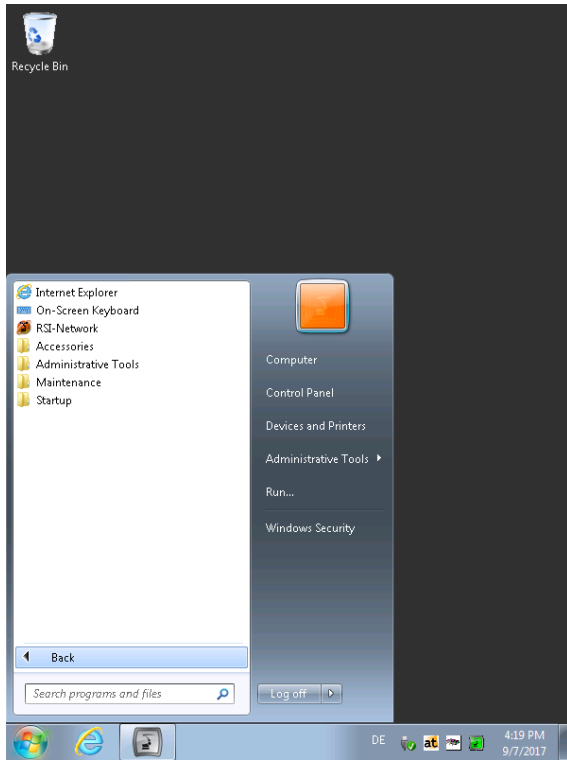 Recycle Bin
Internet Explorer
On-Screen Keyboard
RSI-Network
Accessories
Administrative Tools
Maintenance
Startup
Back
Search programs and files
Computer
Control Panel
Devices and Printers
Administrative Tools
Run...
Windows Security
Log off
DE
at
4:19 PM
9/7/2017